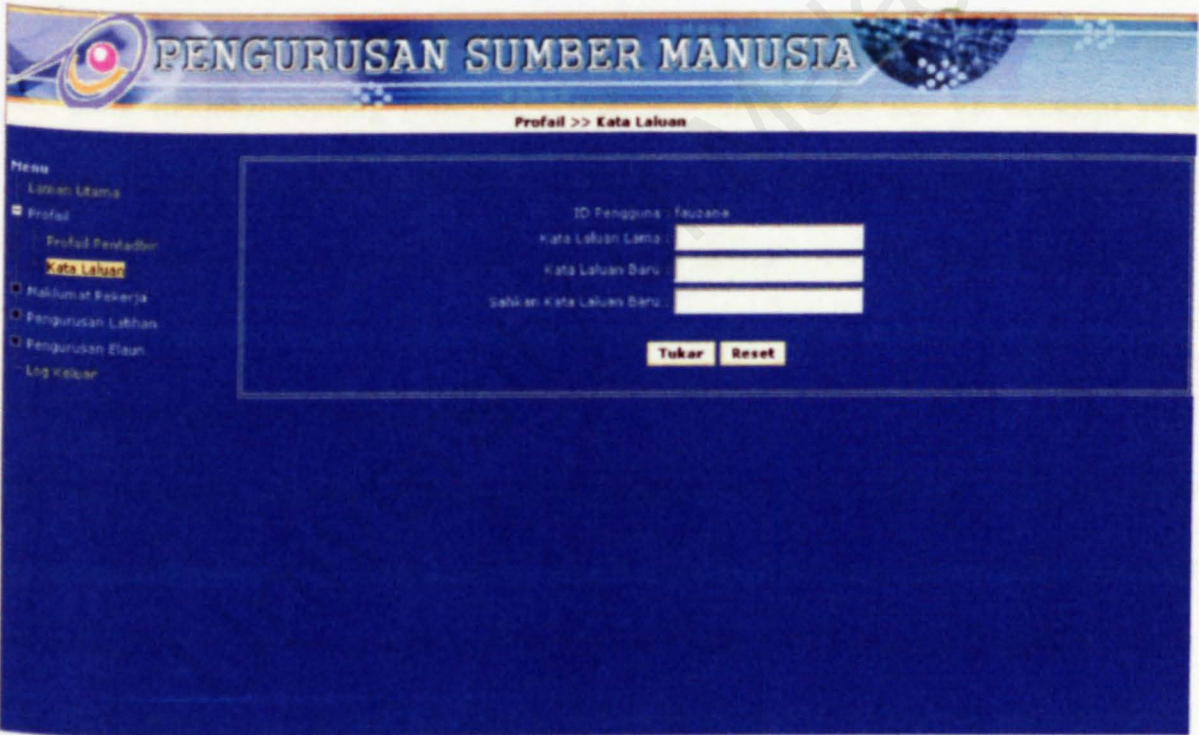 PENGURUSAN SUMBER MANUSIA
Profail >> Kata Laluan
Menu
Laman Utama
Profail
Profail Pentadbir
Kata Laluan
Maklumat Pekerja
Pengurusan Latihan
Pengurusan Elaun
Log Keluar
ID Pengguna : fauzana
Kata Laluan Lama :
Kata Laluan Baru :
Sahkan Kata Laluan Baru :
Tukar Reset